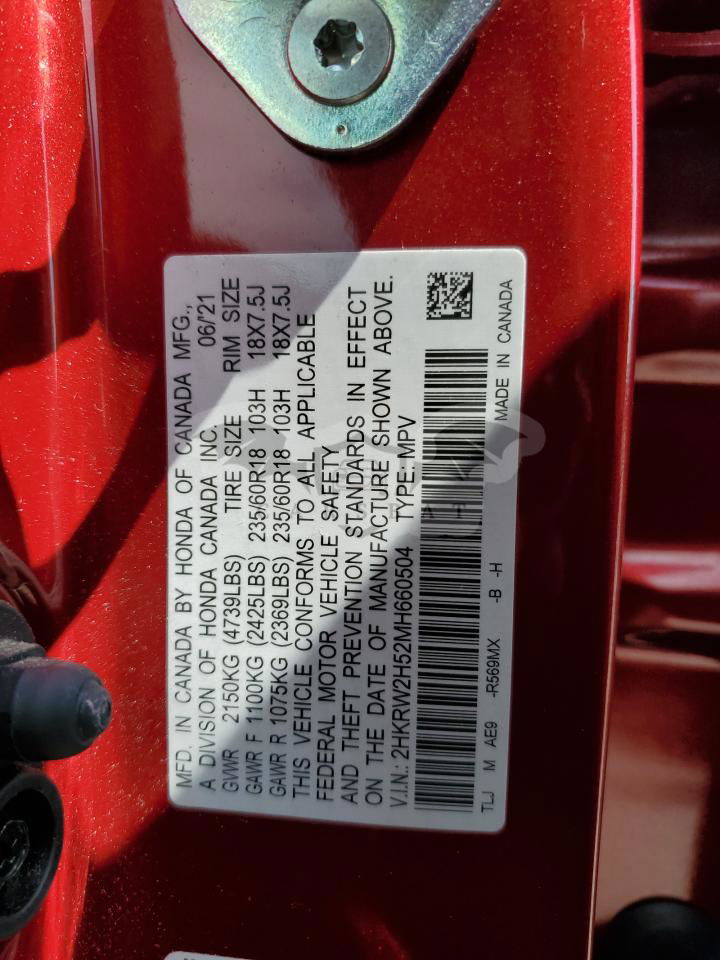 MFD. IN CANADA BY HONDA OF CANADA MFG.,
A DIVISION OF HONDA CANADA INC. 06/'21
GVWR 2150KG (4739LBS) TIRE SIZE RIM SIZE
GAWR F 1100KG (2425LBS) 235/60R18 103H 18X7.5J
GAWR R 1075KG (2369LBS) 235/60R18 103H 18X7.5J
THIS VEHICLE CONFORMS TO ALL APPLICABLE
FEDERAL MOTOR VEHICLE SAFETY
AND THEFT PREVENTION STANDARDS IN EFFECT
ON THE DATE OF MANUFACTURE SHOWN ABOVE.
V.I.N.: 2HKRW2H52MH660504 TYPE: MPV
TLJ M AE9 -R569MX -B -H MADE IN CANADA